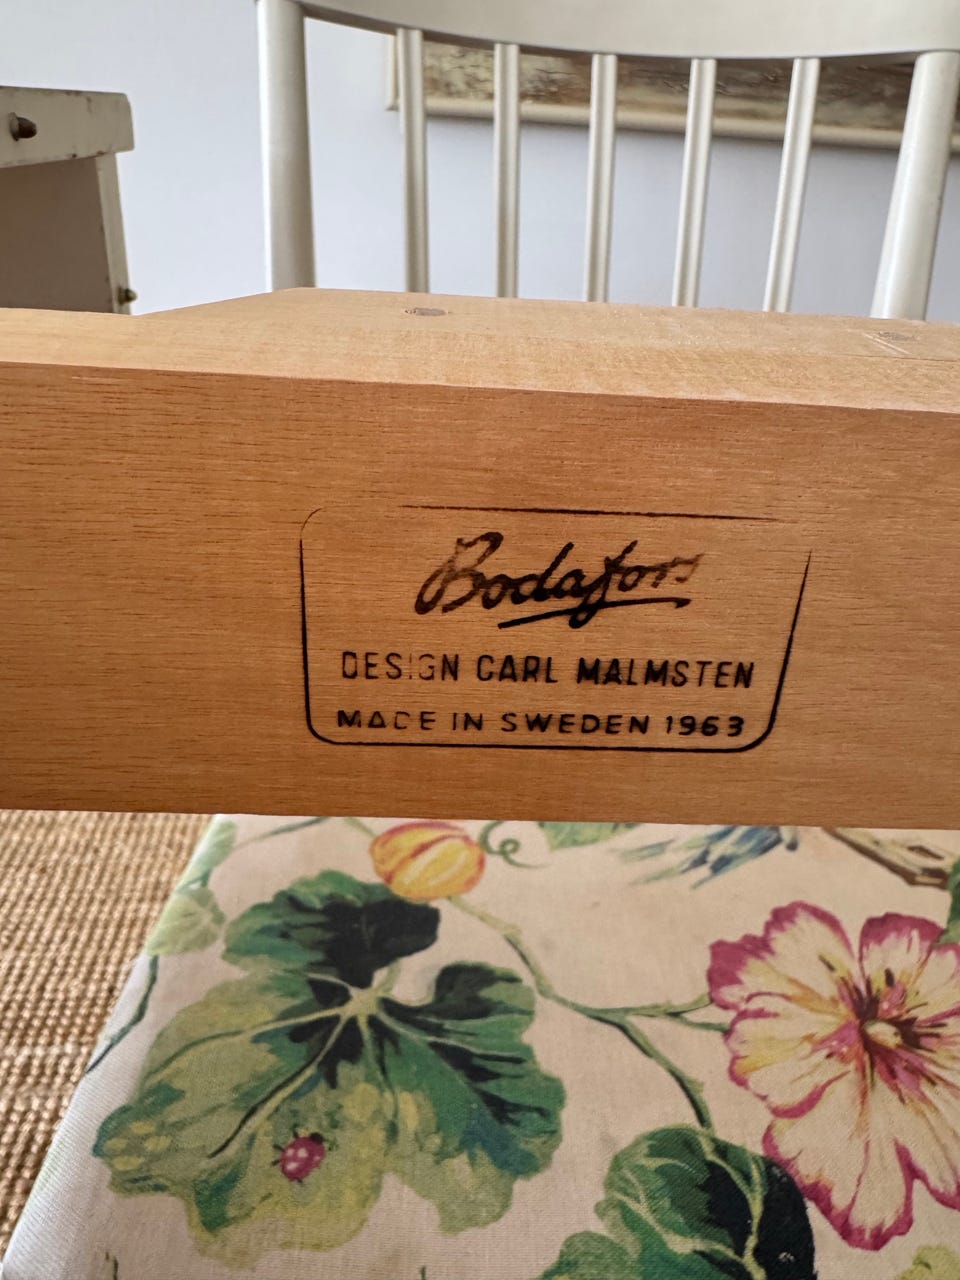 Bodafors
DESIGN CARL MALMSTEN
MADE IN SWEDEN 1963